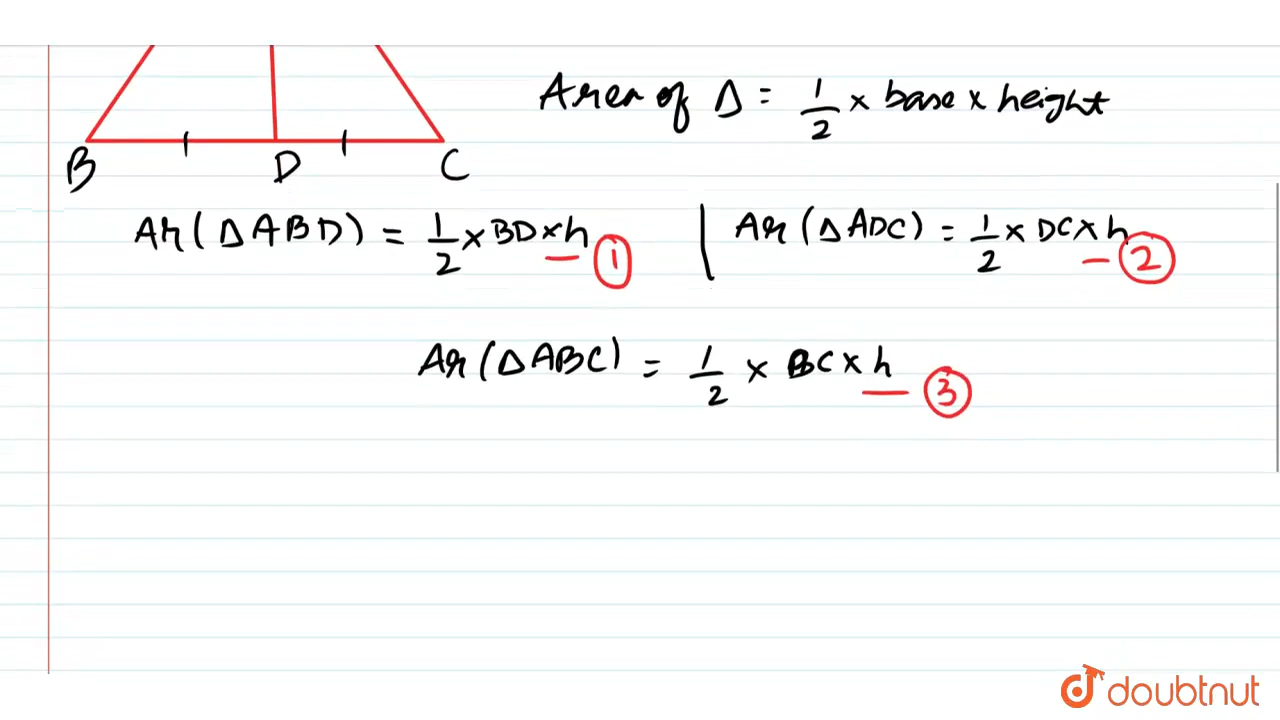 Area of Δ = 1/2 × base × height
B D C
Ar(ΔABD) = 1/2 × BD × h ① | Ar(ΔADC) = 1/2 × DC × h ②
Ar(ΔABC) = 1/2 × BC × h ③
doubtnut